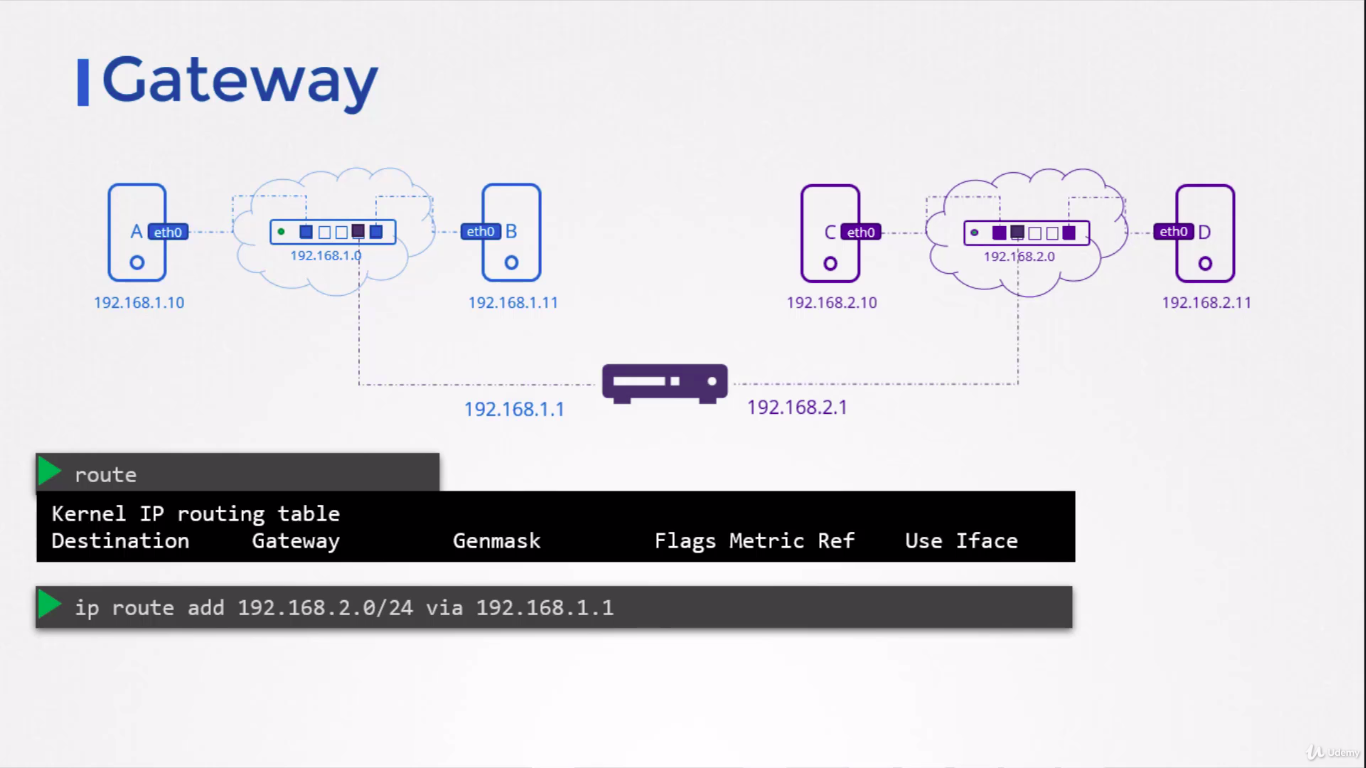 Gateway
A eth0
eth0 B
C eth0
eth0 D
192.168.1.0
192.168.2.0
192.168.1.10
192.168.1.11
192.168.2.10
192.168.2.11
192.168.1.1
192.168.2.1
route
Kernel IP routing table
Destination Gateway Genmask Flags Metric Ref Use Iface
ip route add 192.168.2.0/24 via 192.168.1.1
Udemy